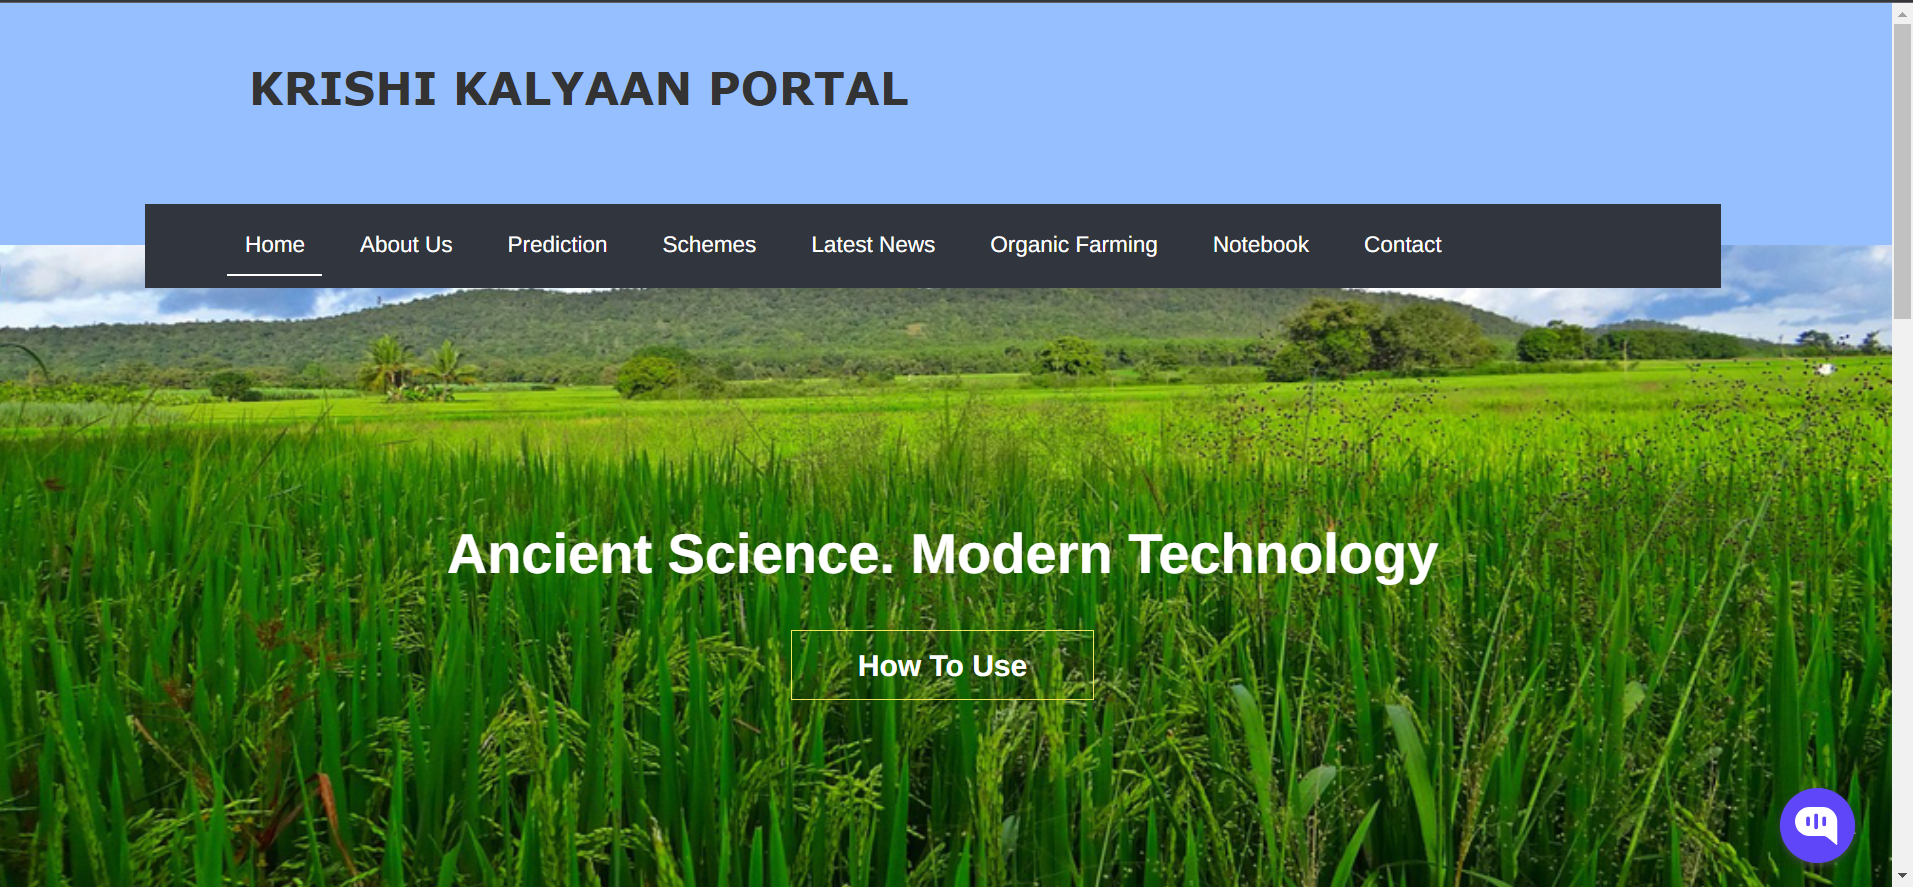 KRISHI KALYAAN PORTAL
Home About Us Prediction Schemes Latest News Organic Farming Notebook Contact
Ancient Science. Modern Technology
How To Use